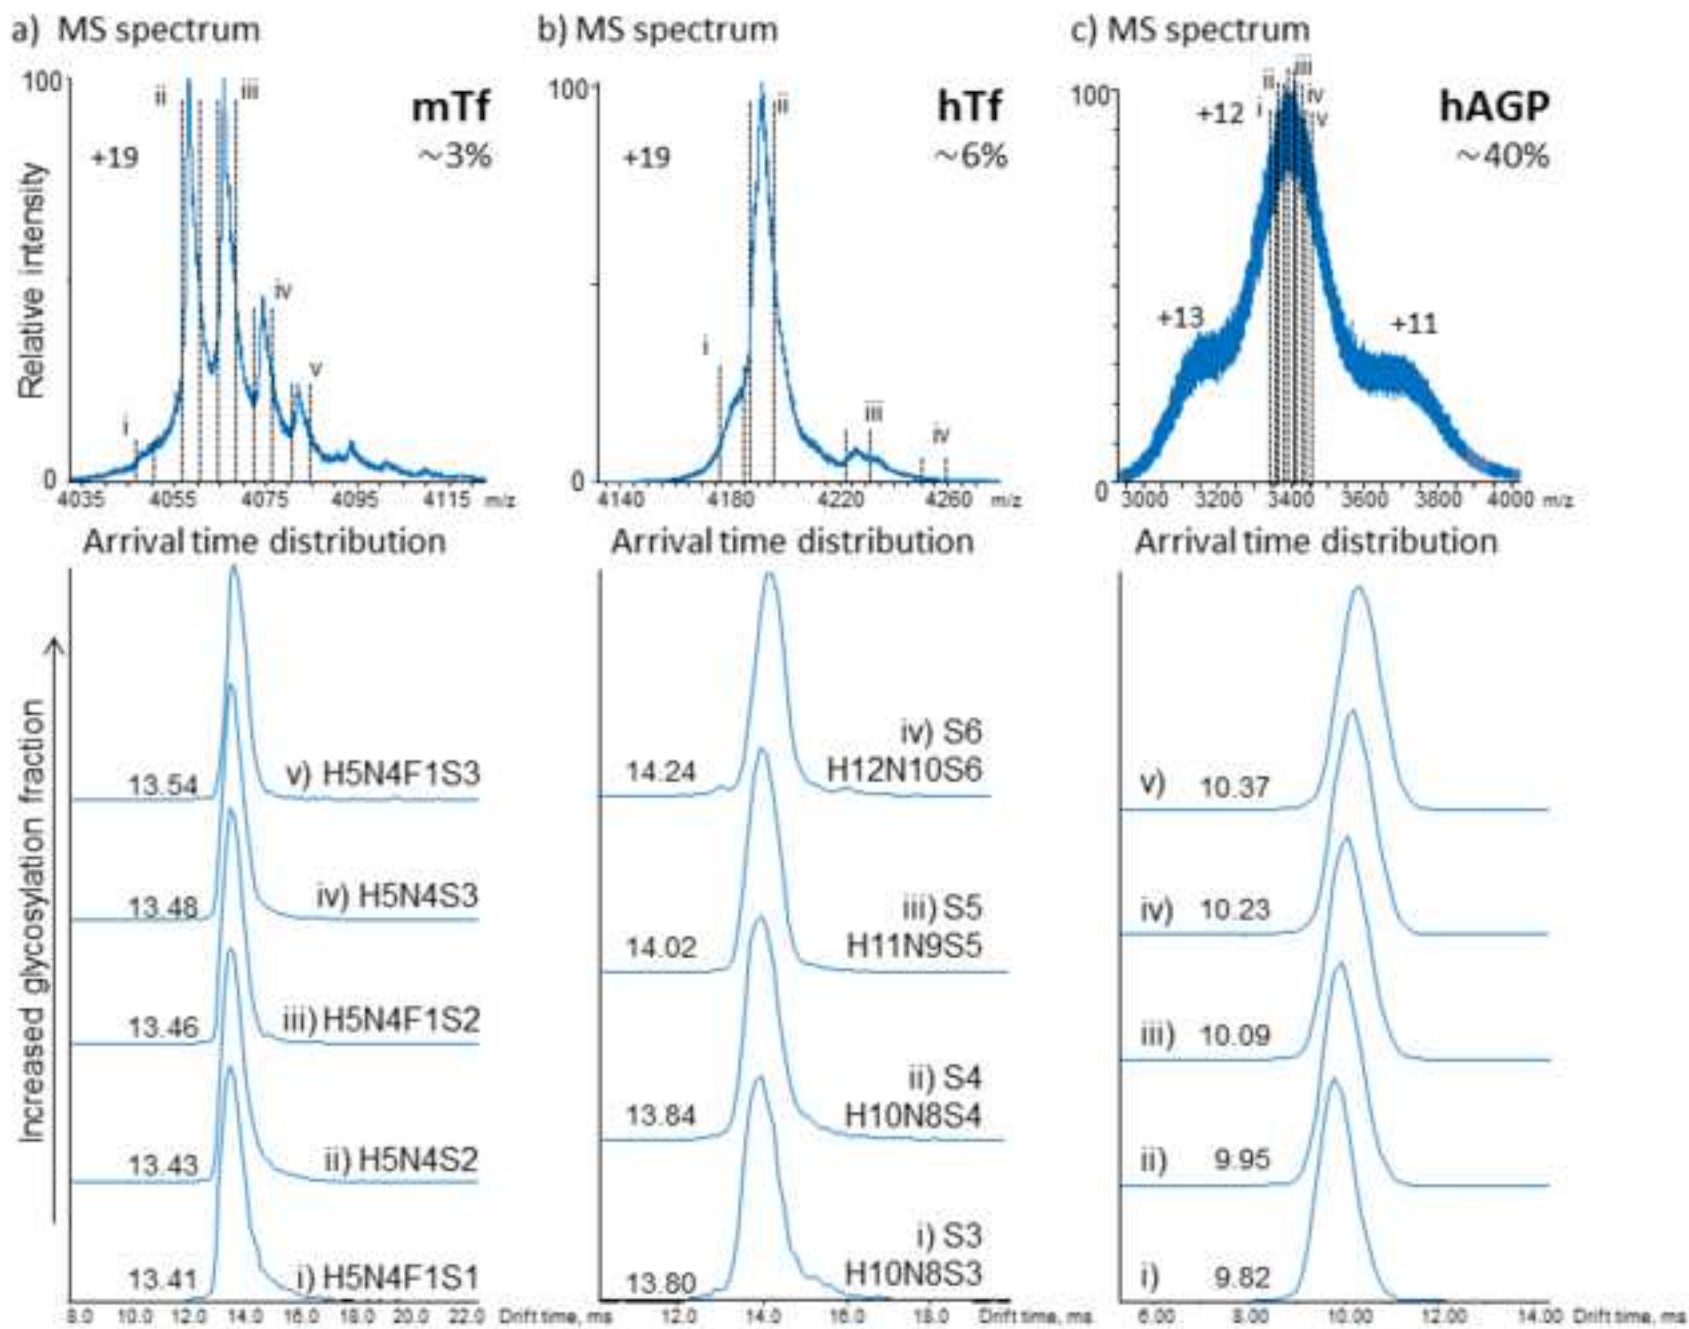 a) MS spectrum
100
ii
iii
mTf
~3%
+19
iv
v
i
0
Relative intensity
4035 4055 4075 4095 4115 m/z
b) MS spectrum
100
ii
hTf
~6%
+19
i
iii
iv
0
4140 4180 4220 4260 m/z
c) MS spectrum
100
ii
iii
i
iv
v
+12
hAGP
~40%
+13
+11
0
3000 3200 3400 3600 3800 4000 m/z
Arrival time distribution
Increased glycosylation fraction
13.54 v) H5N4F1S3
13.48 iv) H5N4S3
13.46 iii) H5N4F1S2
13.43 ii) H5N4S2
13.41 i) H5N4F1S1
8.0 10.0 12.0 14.0 16.0 18.0 20.0 22.0 Drift time, ms
Arrival time distribution
iv) S6
14.24 H12N10S6
iii) S5
14.02 H11N9S5
ii) S4
13.84 H10N8S4
i) S3
13.80 H10N8S3
12.0 14.0 16.0 18.0 Drift time, ms
Arrival time distribution
v) 10.37
iv) 10.23
iii) 10.09
ii) 9.95
i) 9.82
6.00 8.00 10.00 12.00 14.00 Drift time, ms